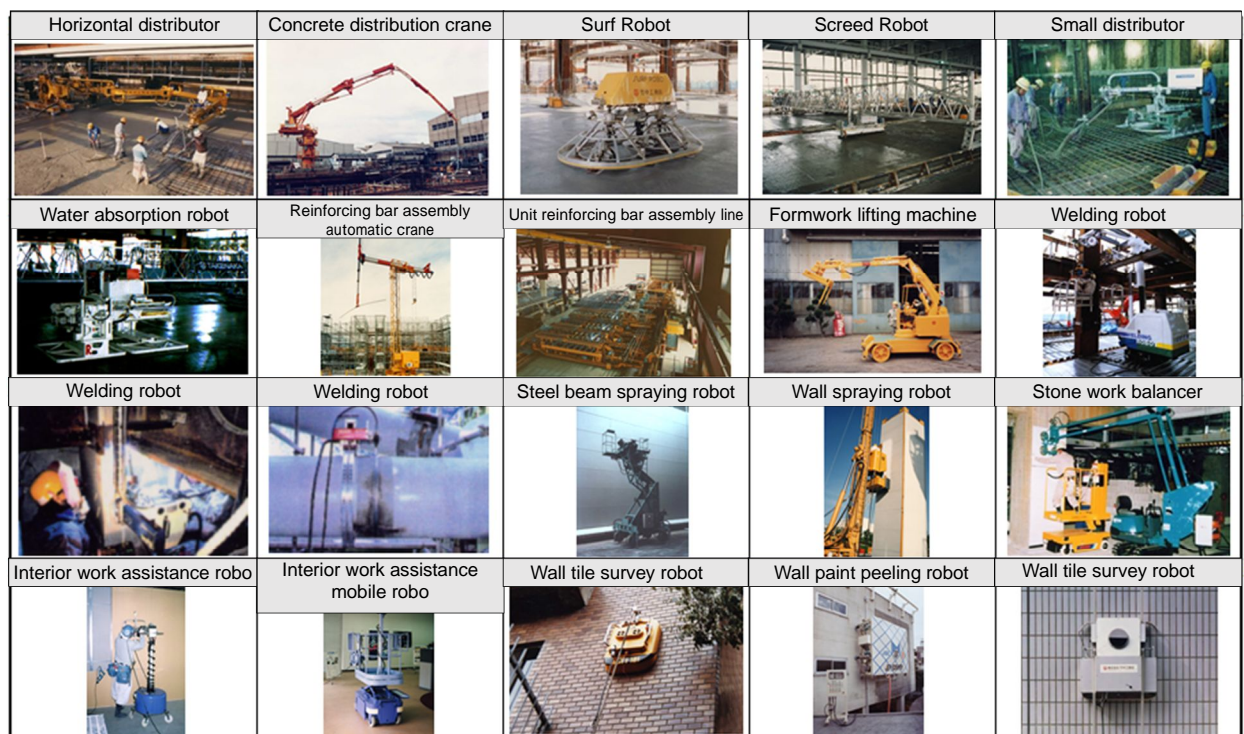 Horizontal distributor
Concrete distribution crane
Surf Robot
Screed Robot
Small distributor
Water absorption robot
Reinforcing bar assembly
automatic crane
Unit reinforcing bar assembly line
Formwork lifting machine
Welding robot
Welding robot
Welding robot
Steel beam spraying robot
Wall spraying robot
Stone work balancer
Interior work assistance robo
Interior work assistance
mobile robo
Wall tile survey robot
Wall paint peeling robot
Wall tile survey robot